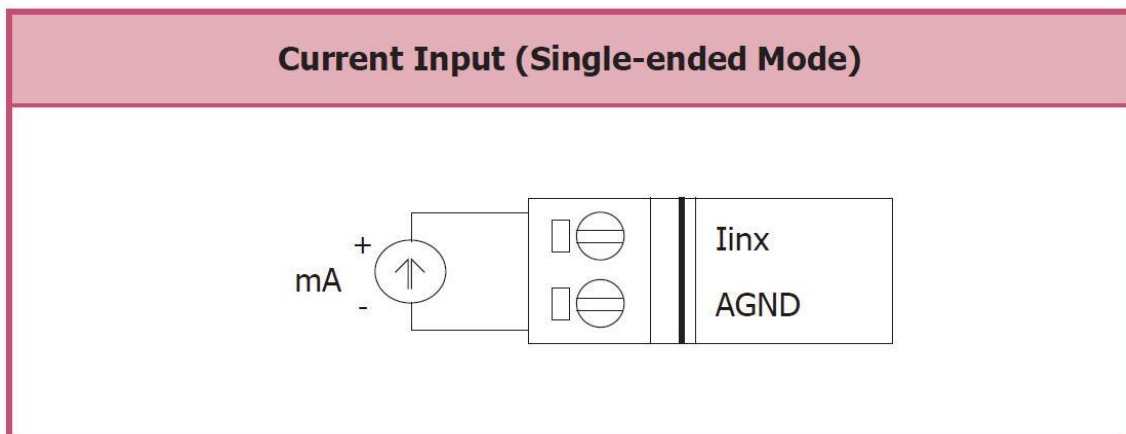 Current Input (Single-ended Mode)
+
Iinx
mA
-
AGND